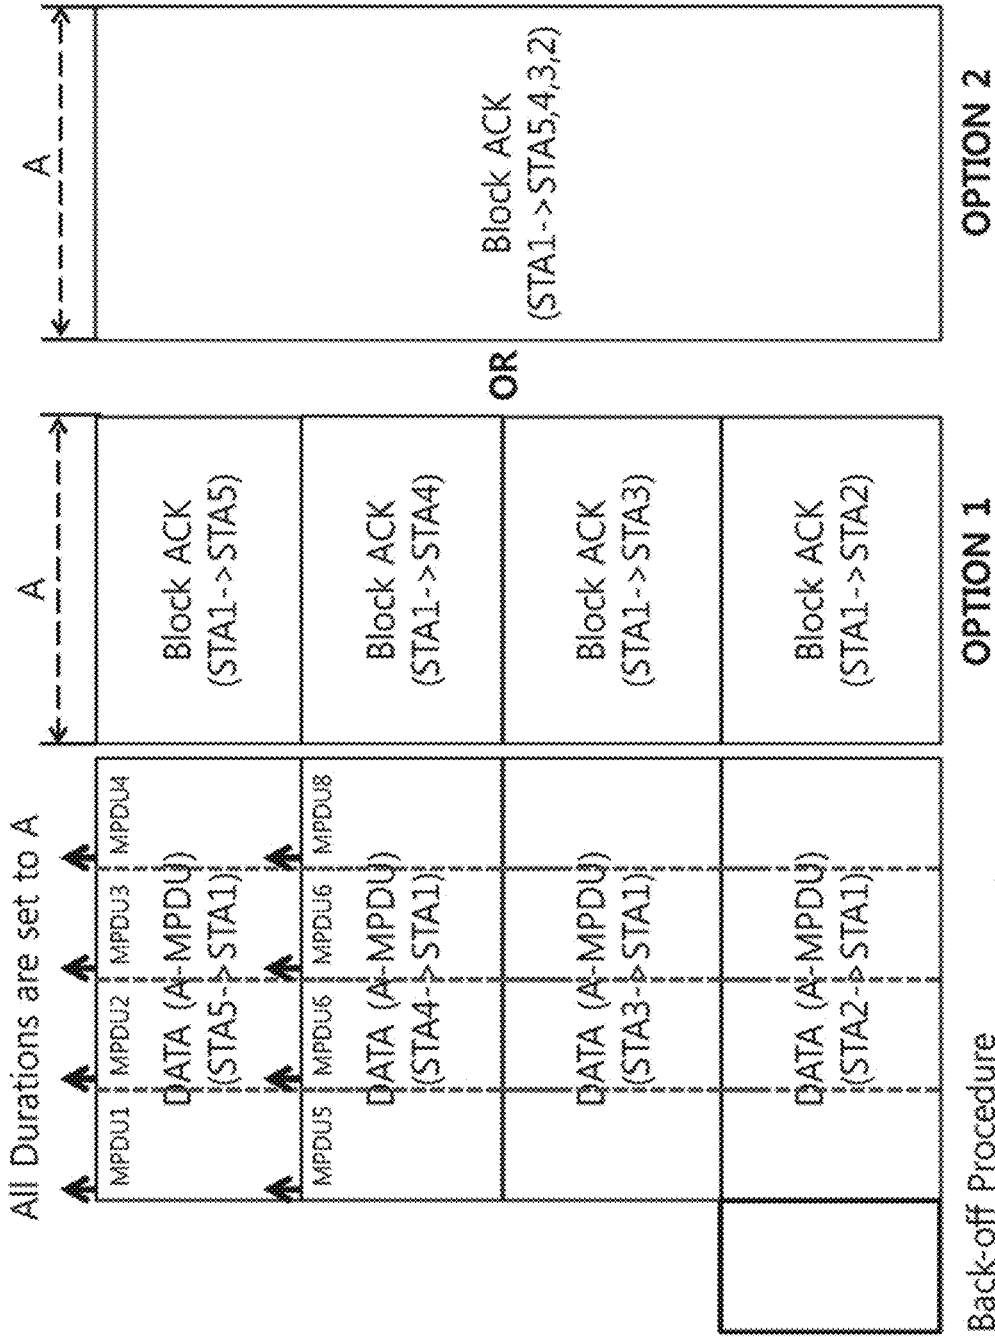 All Durations are set to A
A
A
MPDU1
MPDU2
MPDU3
MPDU4
DATA (A-MPDU)
(STA5->STA1)
Block ACK
(STA1->STA5)
MPDU5
MPDU6
MPDU6
MPDU8
DATA (A-MPDU)
(STA4->STA1)
Block ACK
(STA1->STA4)
DATA (A-MPDU)
(STA3->STA1)
Block ACK
(STA1->STA3)
DATA (A-MPDU)
(STA2->STA1)
Block ACK
(STA1->STA2)
OR
Block ACK
(STA1->STA5,4,3,2)
Back-off Procedure
OPTION 1
OPTION 2